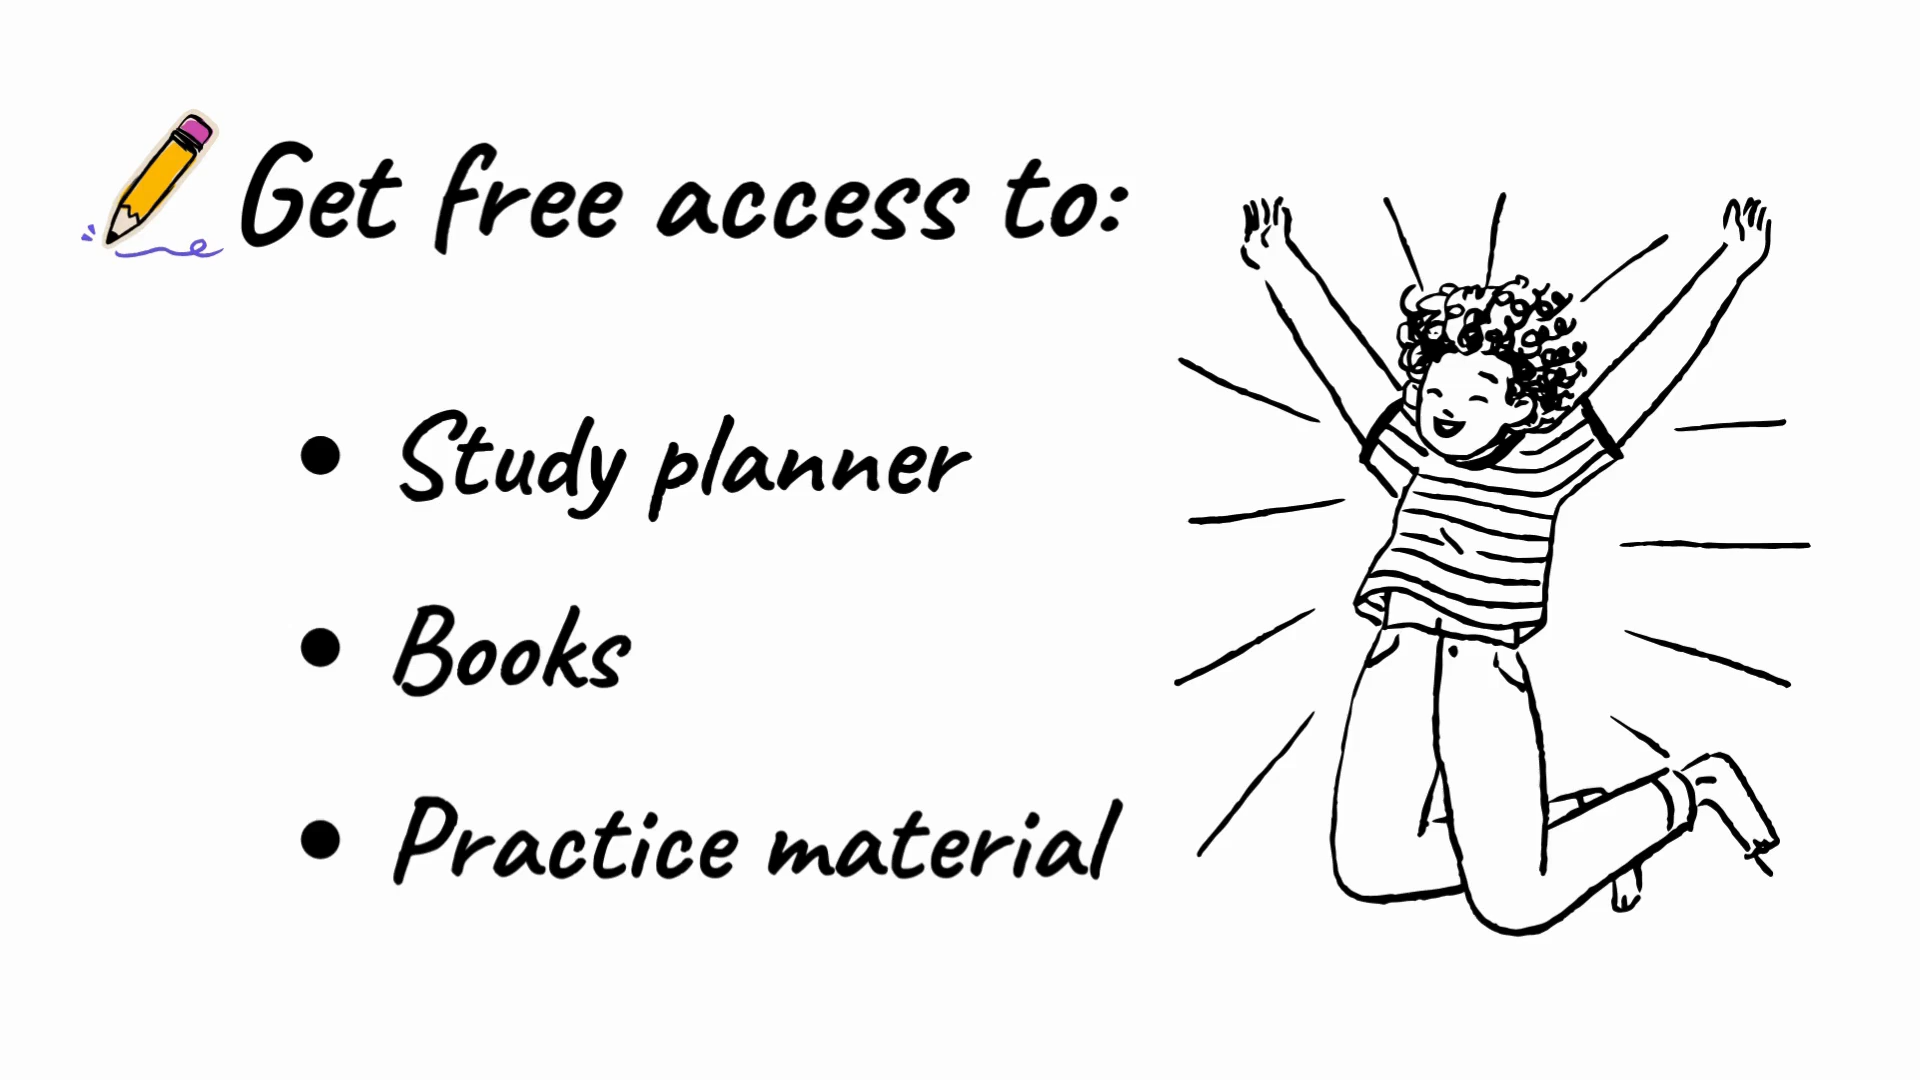 Get free access to:
• Study planner
• Books
• Practice material